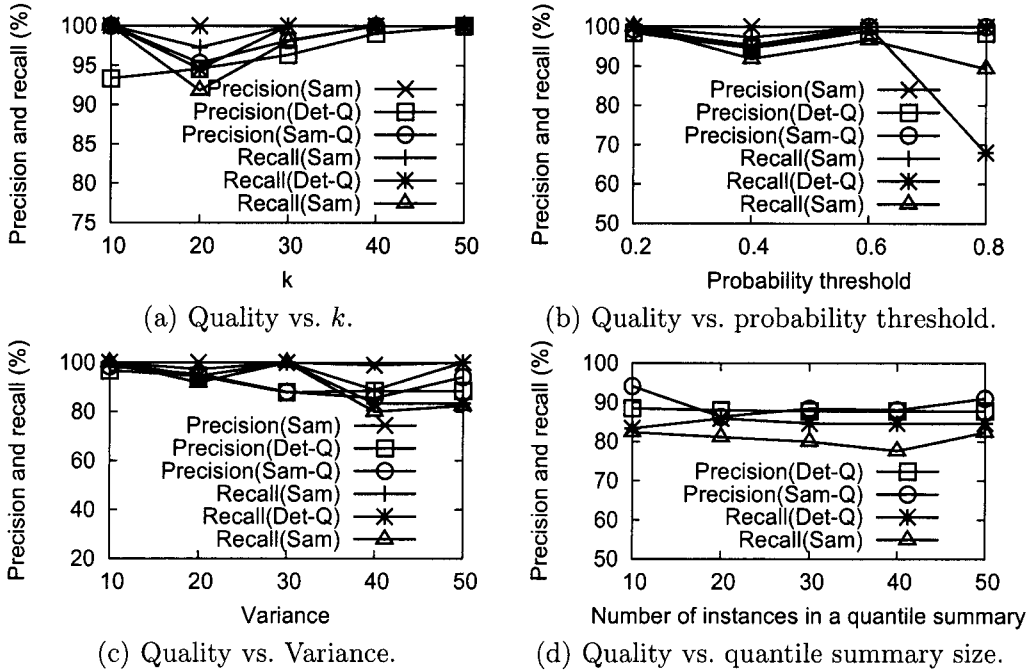 Precision and recall (%)
100
95
90
85
80
75
Precision(Sam)
Precision(Det-Q)
Precision(Sam-Q)
Recall(Sam)
Recall(Det-Q)
Recall(Sam)
10 20 30 40 50
k
(a) Quality vs. k.
Precision and recall (%)
100
90
80
70
60
50
Precision(Sam)
Precision(Det-Q)
Precision(Sam-Q)
Recall(Sam)
Recall(Det-Q)
Recall(Sam)
0.2 0.4 0.6 0.8
Probability threshold
(b) Quality vs. probability threshold.
Precision and recall (%)
100
80
60
40
20
Precision(Sam)
Precision(Det-Q)
Precision(Sam-Q)
Recall(Sam)
Recall(Det-Q)
Recall(Sam)
10 20 30 40 50
Variance
(c) Quality vs. Variance.
Precision and recall (%)
100
90
80
70
60
50
Precision(Det-Q)
Precision(Sam-Q)
Recall(Det-Q)
Recall(Sam)
10 20 30 40 50
Number of instances in a quantile summary
(d) Quality vs. quantile summary size.